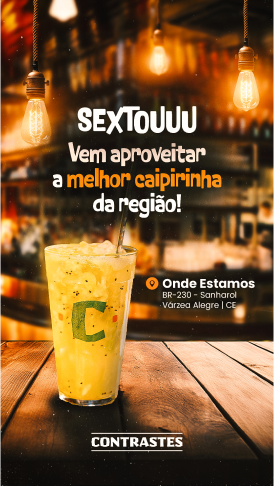 SEXTOUUU
Vem aproveitar
a melhor caipirinha
da região!
Onde Estamos
BR-230 - Sanharol
Várzea Alegre | CE
C
CONTRASTES